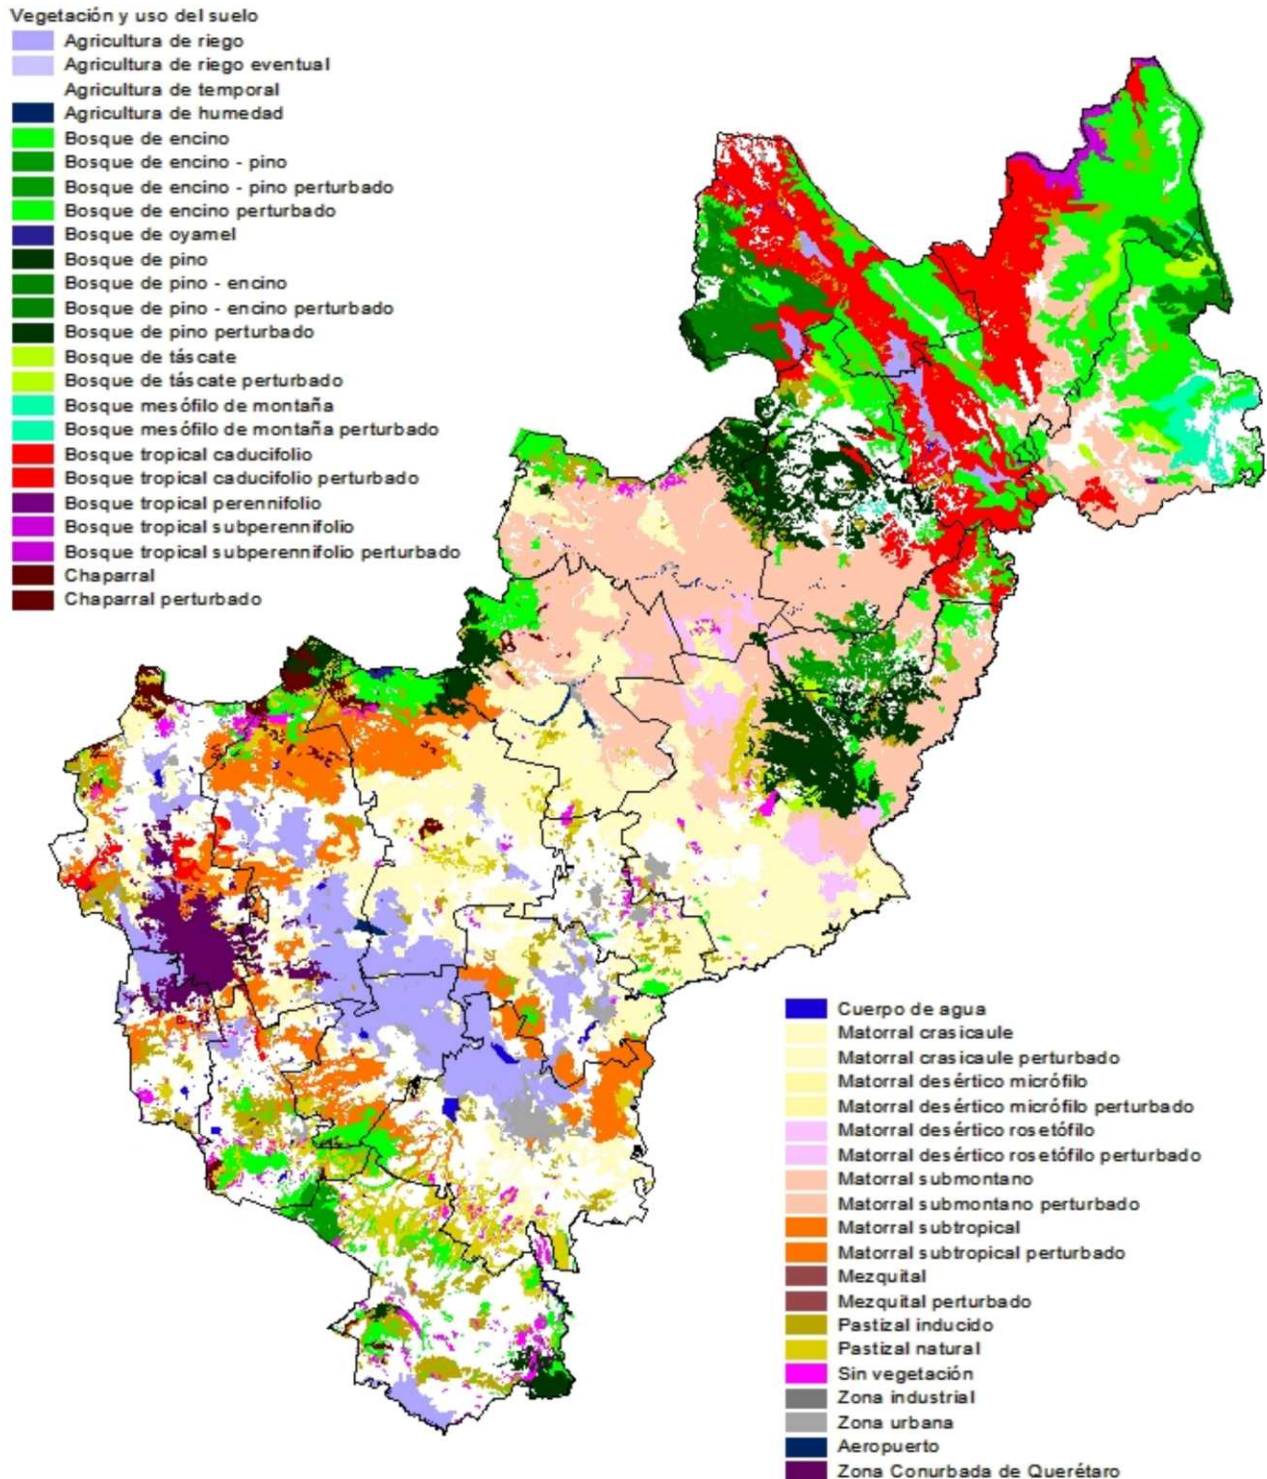 Vegetación y uso del suelo
Agricultura de riego
Agricultura de riego eventual
Agricultura de temporal
Agricultura de humedad
Bosque de encino
Bosque de encino - pino
Bosque de encino - pino perturbado
Bosque de encino perturbado
Bosque de oyamel
Bosque de pino
Bosque de pino - encino
Bosque de pino - encino perturbado
Bosque de pino perturbado
Bosque de táscate
Bosque de táscate perturbado
Bosque mesófilo de montaña
Bosque mesófilo de montaña perturbado
Bosque tropical caducifolio
Bosque tropical caducifolio perturbado
Bosque tropical perennifolio
Bosque tropical subperennifolio
Bosque tropical subperennifolio perturbado
Chaparral
Chaparral perturbado
Cuerpo de agua
Matorral crasicaule
Matorral crasicaule perturbado
Matorral desértico micrófilo
Matorral desértico micrófilo perturbado
Matorral desértico rosetófilo
Matorral desértico rosetófilo perturbado
Matorral submontano
Matorral submontano perturbado
Matorral subtropical
Matorral subtropical perturbado
Mezquital
Mezquital perturbado
Pastizal inducido
Pastizal natural
Sin vegetación
Zona industrial
Zona urbana
Aeropuerto
Zona Conurbada de Querétaro